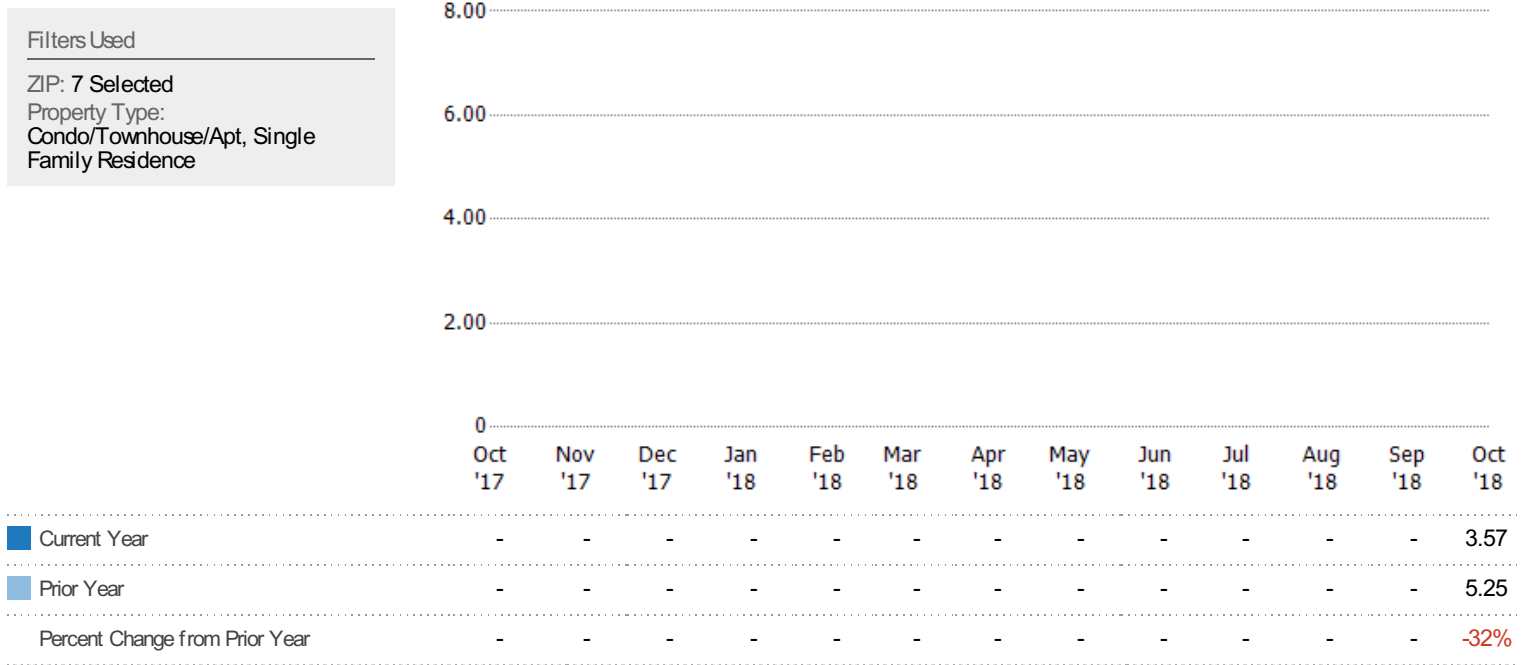 Filters Used
ZIP: 7 Selected
Property Type:
Condo/Townhouse/Apt, Single
Family Residence
8.00
6.00
4.00
2.00
0
Oct Nov Dec Jan Feb Mar Apr May Jun Jul Aug Sep Oct
'17 '17 '17 '18 '18 '18 '18 '18 '18 '18 '18 '18 '18
Current Year - - - - - - - - - - - - 3.57
Prior Year - - - - - - - - - - - - 5.25
Percent Change from Prior Year - - - - - - - - - - - - -32%